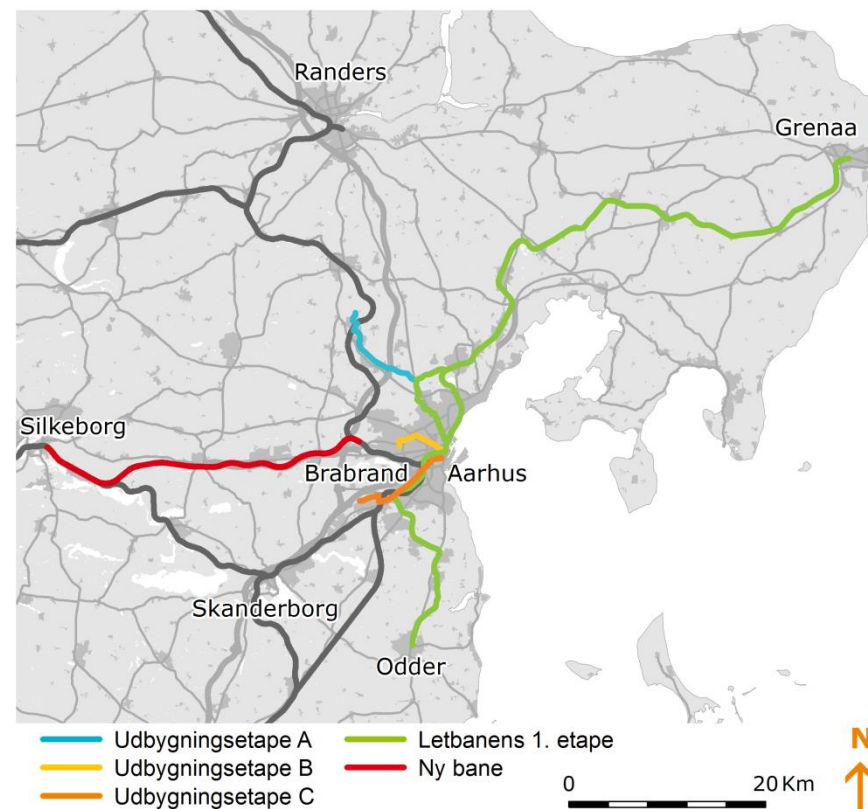 Randers
Grenaa
Silkeborg
Brabrand
Aarhus
Skanderborg
Odder
Udbygningsetape A
Letbanens 1. etape
Udbygningsetape B
Ny bane
Udbygningsetape C
0
20 Km
N